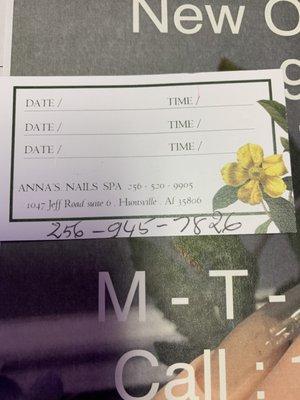 New O
DATE / TIME /
DATE / TIME /
DATE / TIME /
ANNA'S NAILS SPA 256 - 520 - 9905
1047 Jeff Road suite 6 . Hunsville . Al 35806
256-945-7826
M - T -
Call :